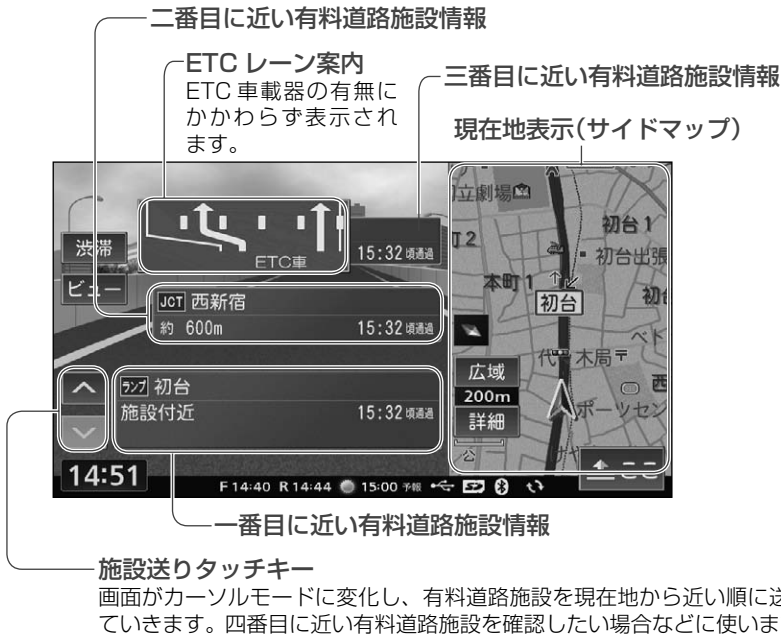 二番目に近い有料道路施設情報
ETC レーン案内
ETC 車載器の有無に
かかわらず表示され
ます。
三番目に近い有料道路施設情報
現在地表示（サイドマップ）
渋滞
ビュー
ETC車
15:32 頃通過
JCT 西新宿
約 600m 15:32 頃通過
ランプ 初台
施設付近 15:32 頃通過
14:51
F 14:40 R 14:44 15:00 予報
立劇場
初台 1
初台出張
本町 1
初台
代々木局
広域
200m
詳細
ポーツセン
公
一番目に近い有料道路施設情報
施設送りタッチキー
画面がカーソルモードに変化し、有料道路施設を現在地から近い順に送
ていきます。四番目に近い有料道路施設を確認したい場合などに使いま